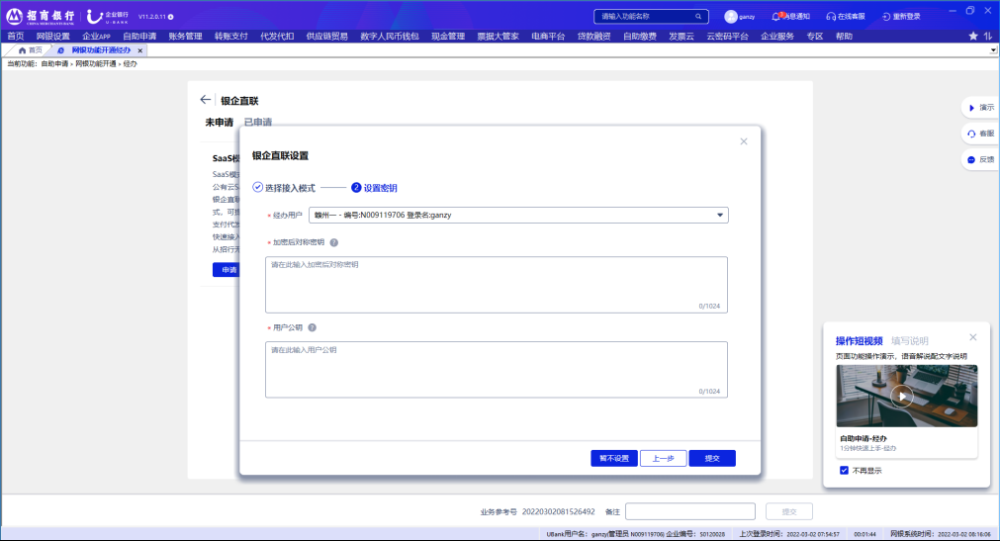 招商银行 企业银行 U-BANK V11.2.0.11 请输入功能名称 ganzy 消息通知 在线客服 重新登录
CHINA MERCHANTS BANK
首页 网银设置 企业APP 自助申请 账务管理 转账支付 代发代扣 供应链贸易 数字人民币钱包 现金管理 票据大管家 电商平台 贷款融资 自助缴费 发票云 云密码平台 企业服务 专区 帮助
首页 网银功能开通经办 ×
当前功能：自助申请 > 网银功能开通 > 经办
银企直联
未申请 已申请
SaaS模
SaaS模
公有云S
银企直联
式，可提
支付代发
快速接入
从招行无
申请
银企直联设置
选择接入模式 2 设置密钥
* 经办用户 赣州一 - 编号:N009119706 登录名:ganzy
* 加密后对称密钥 ?
请在此输入加密后对称密钥
0/1024
* 用户公钥 ?
请在此输入用户公钥
0/1024
暂不设置 上一步 提交
演示
客服
反馈
操作短视频 填写说明
页面功能操作演示，语音解说配文字说明
自助申请-经办
1分钟快速上手-经办
不再显示
业务参考号 20220302081526492 备注 提交
UBank用户名：ganzy(管理员 N009119706) 企业编号：S0120028 上次登录时间：2022-03-02 07:54:57 00:01:44 网银系统时间：2022-03-02 08:16:06